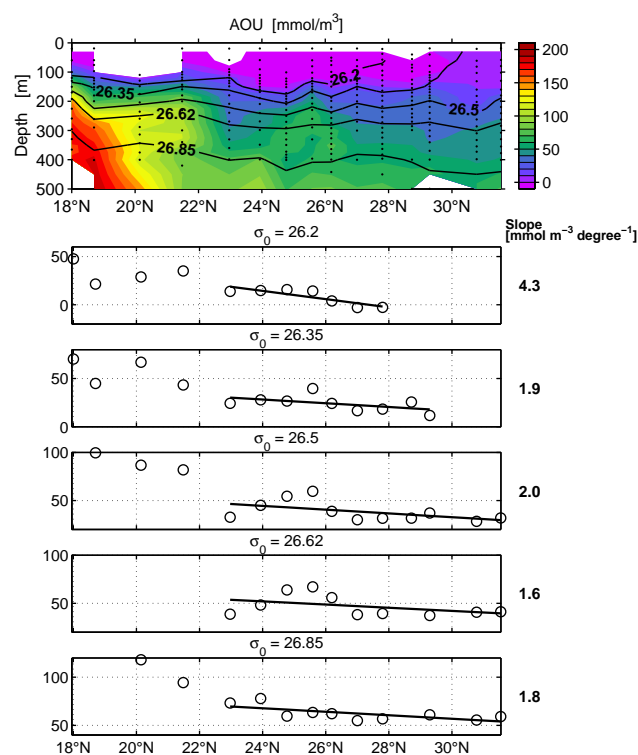 AOU [mmol/m³]
0
100
200
300
400
500
Depth [m]
26.2
26.35
26.5
26.62
26.85
18°N 20°N 22°N 24°N 26°N 28°N 30°N
200
150
100
50
0
Slope
[mmol m⁻³ degree⁻¹]
σ₀ = 26.2
50
0
4.3
σ₀ = 26.35
50
0
1.9
σ₀ = 26.5
100
50
2.0
σ₀ = 26.62
100
50
1.6
σ₀ = 26.85
100
50
1.8
18°N 20°N 22°N 24°N 26°N 28°N 30°N